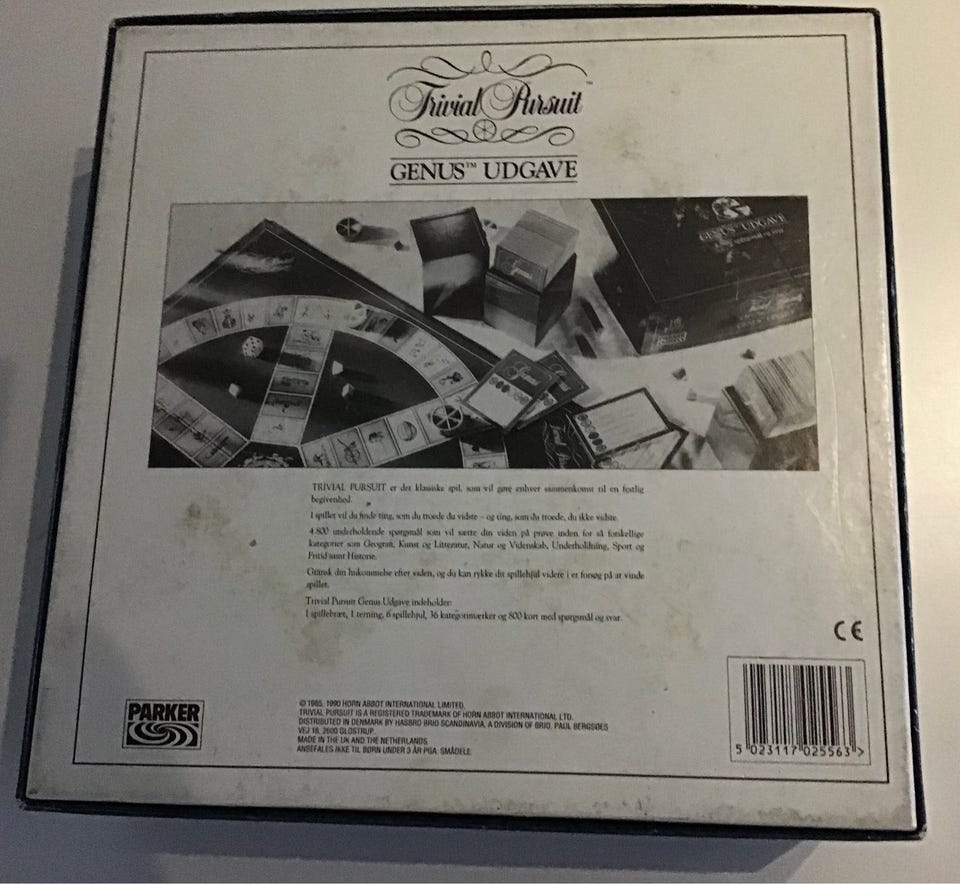 Trivial Pursuit™
GENUS™ UDGAVE
GENUS™ UDGAVE
TRIVIAL PURSUIT er det klassiske spil, som vil gøre enhver sammenkomst til en festlig
begivenhed.
I spillet vil du finde ting, som du troede du vidste – og ting, som du troede, du ikke vidste.
4 800 underholdende spørgsmål som vil sætte din viden på prøve inden for så forskellige
kategorier som Geografi, Kunst og Litteratur, Natur og Videnskab, Underholdning, Sport og
Fritid samt Historie.
Gransk din hukommelse efter viden, og du kan rykke dit spillehjul videre i et forsøg på at vinde
spillet.
Trivial Pursuit Genus Udgave indeholder:
1 spillebræt, 1 terning, 6 spillehjul, 36 kategorimærker og 800 kort med spørgsmål og svar.
CE
PARKER
© 1985, 1990 HORN ABBOT INTERNATIONAL LIMITED.
TRIVIAL PURSUIT IS A REGISTERED TRADEMARK OF HORN ABBOT INTERNATIONAL LTD.
DISTRIBUTED IN DENMARK BY HASBRO BRIO SCANDINAVIA, A DIVISION OF BRIO, PAUL BERGSØES
VEJ 16, 2600 GLOSTRUP.
MADE IN THE UK AND THE NETHERLANDS.
ANBEFALES IKKE TIL BØRN UNDER 3 ÅR PGA. SMÅDELE.
5 023117 025563 >